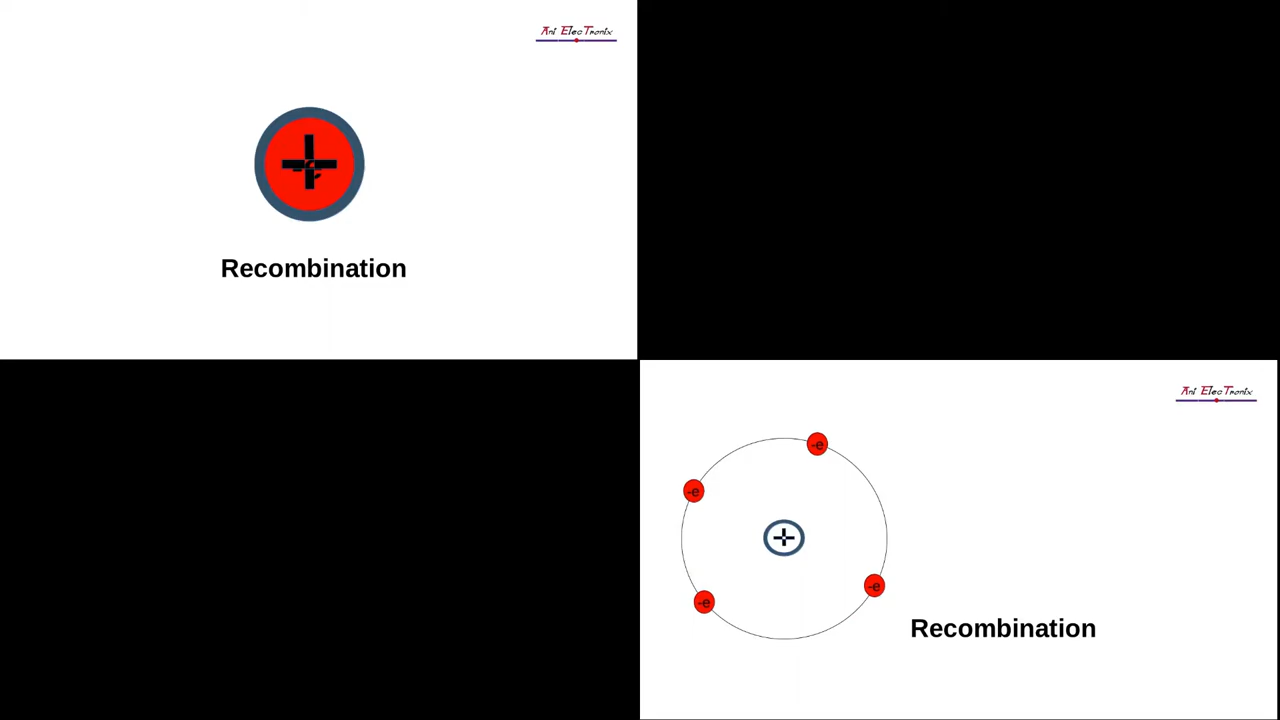 Ani ElecTronix
+
Recombination
Ani ElecTronix
-e
-e
+
-e
-e
Recombination